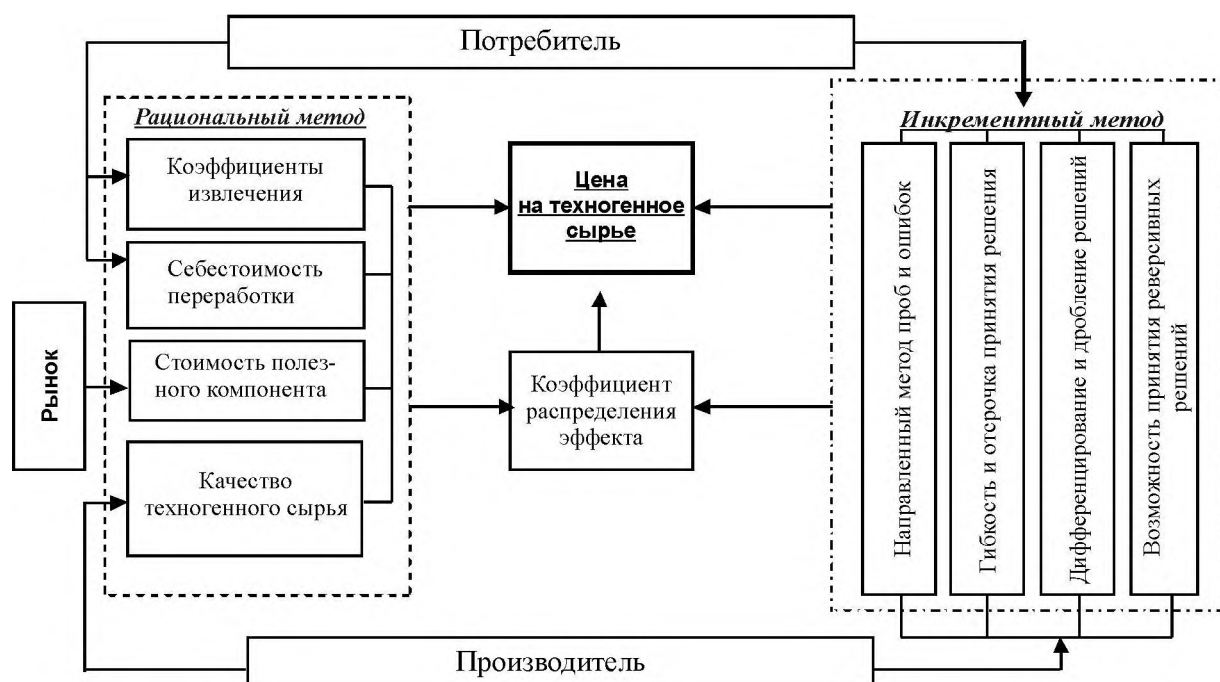 Потребитель
Рациональный метод
Коэффициенты
извлечения
Себестоимость
переработки
Стоимость полез-
ного компонента
Качество
техногенного сырья
Рынок
Цена
на техногенное
сырье
Коэффициент
распределения
эффекта
Инкрементный метод
Направленный метод проб и ошибок
Гибкость и отсрочка принятия решения
Дифференцирование и дробление решений
Возможность принятия реверсивных
решений
Производитель